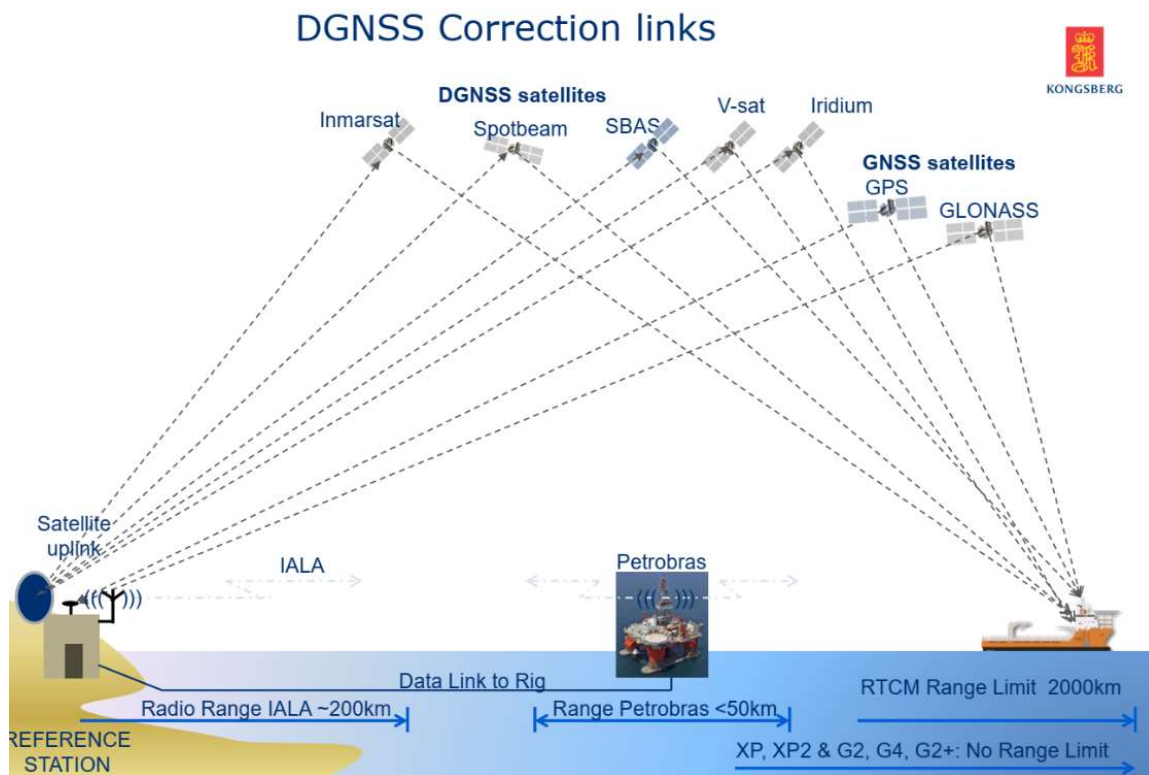 DGNSS Correction links
KONGSBERG
DGNSS satellites
Inmarsat
Spotbeam
SBAS
V-sat
Iridium
GNSS satellites
GPS
GLONASS
Satellite
uplink
IALA
Petrobras
Data Link to Rig
Radio Range IALA ~200km
Range Petrobras <50km
RTCM Range Limit 2000km
REFERENCE
STATION
XP, XP2 & G2, G4, G2+: No Range Limit